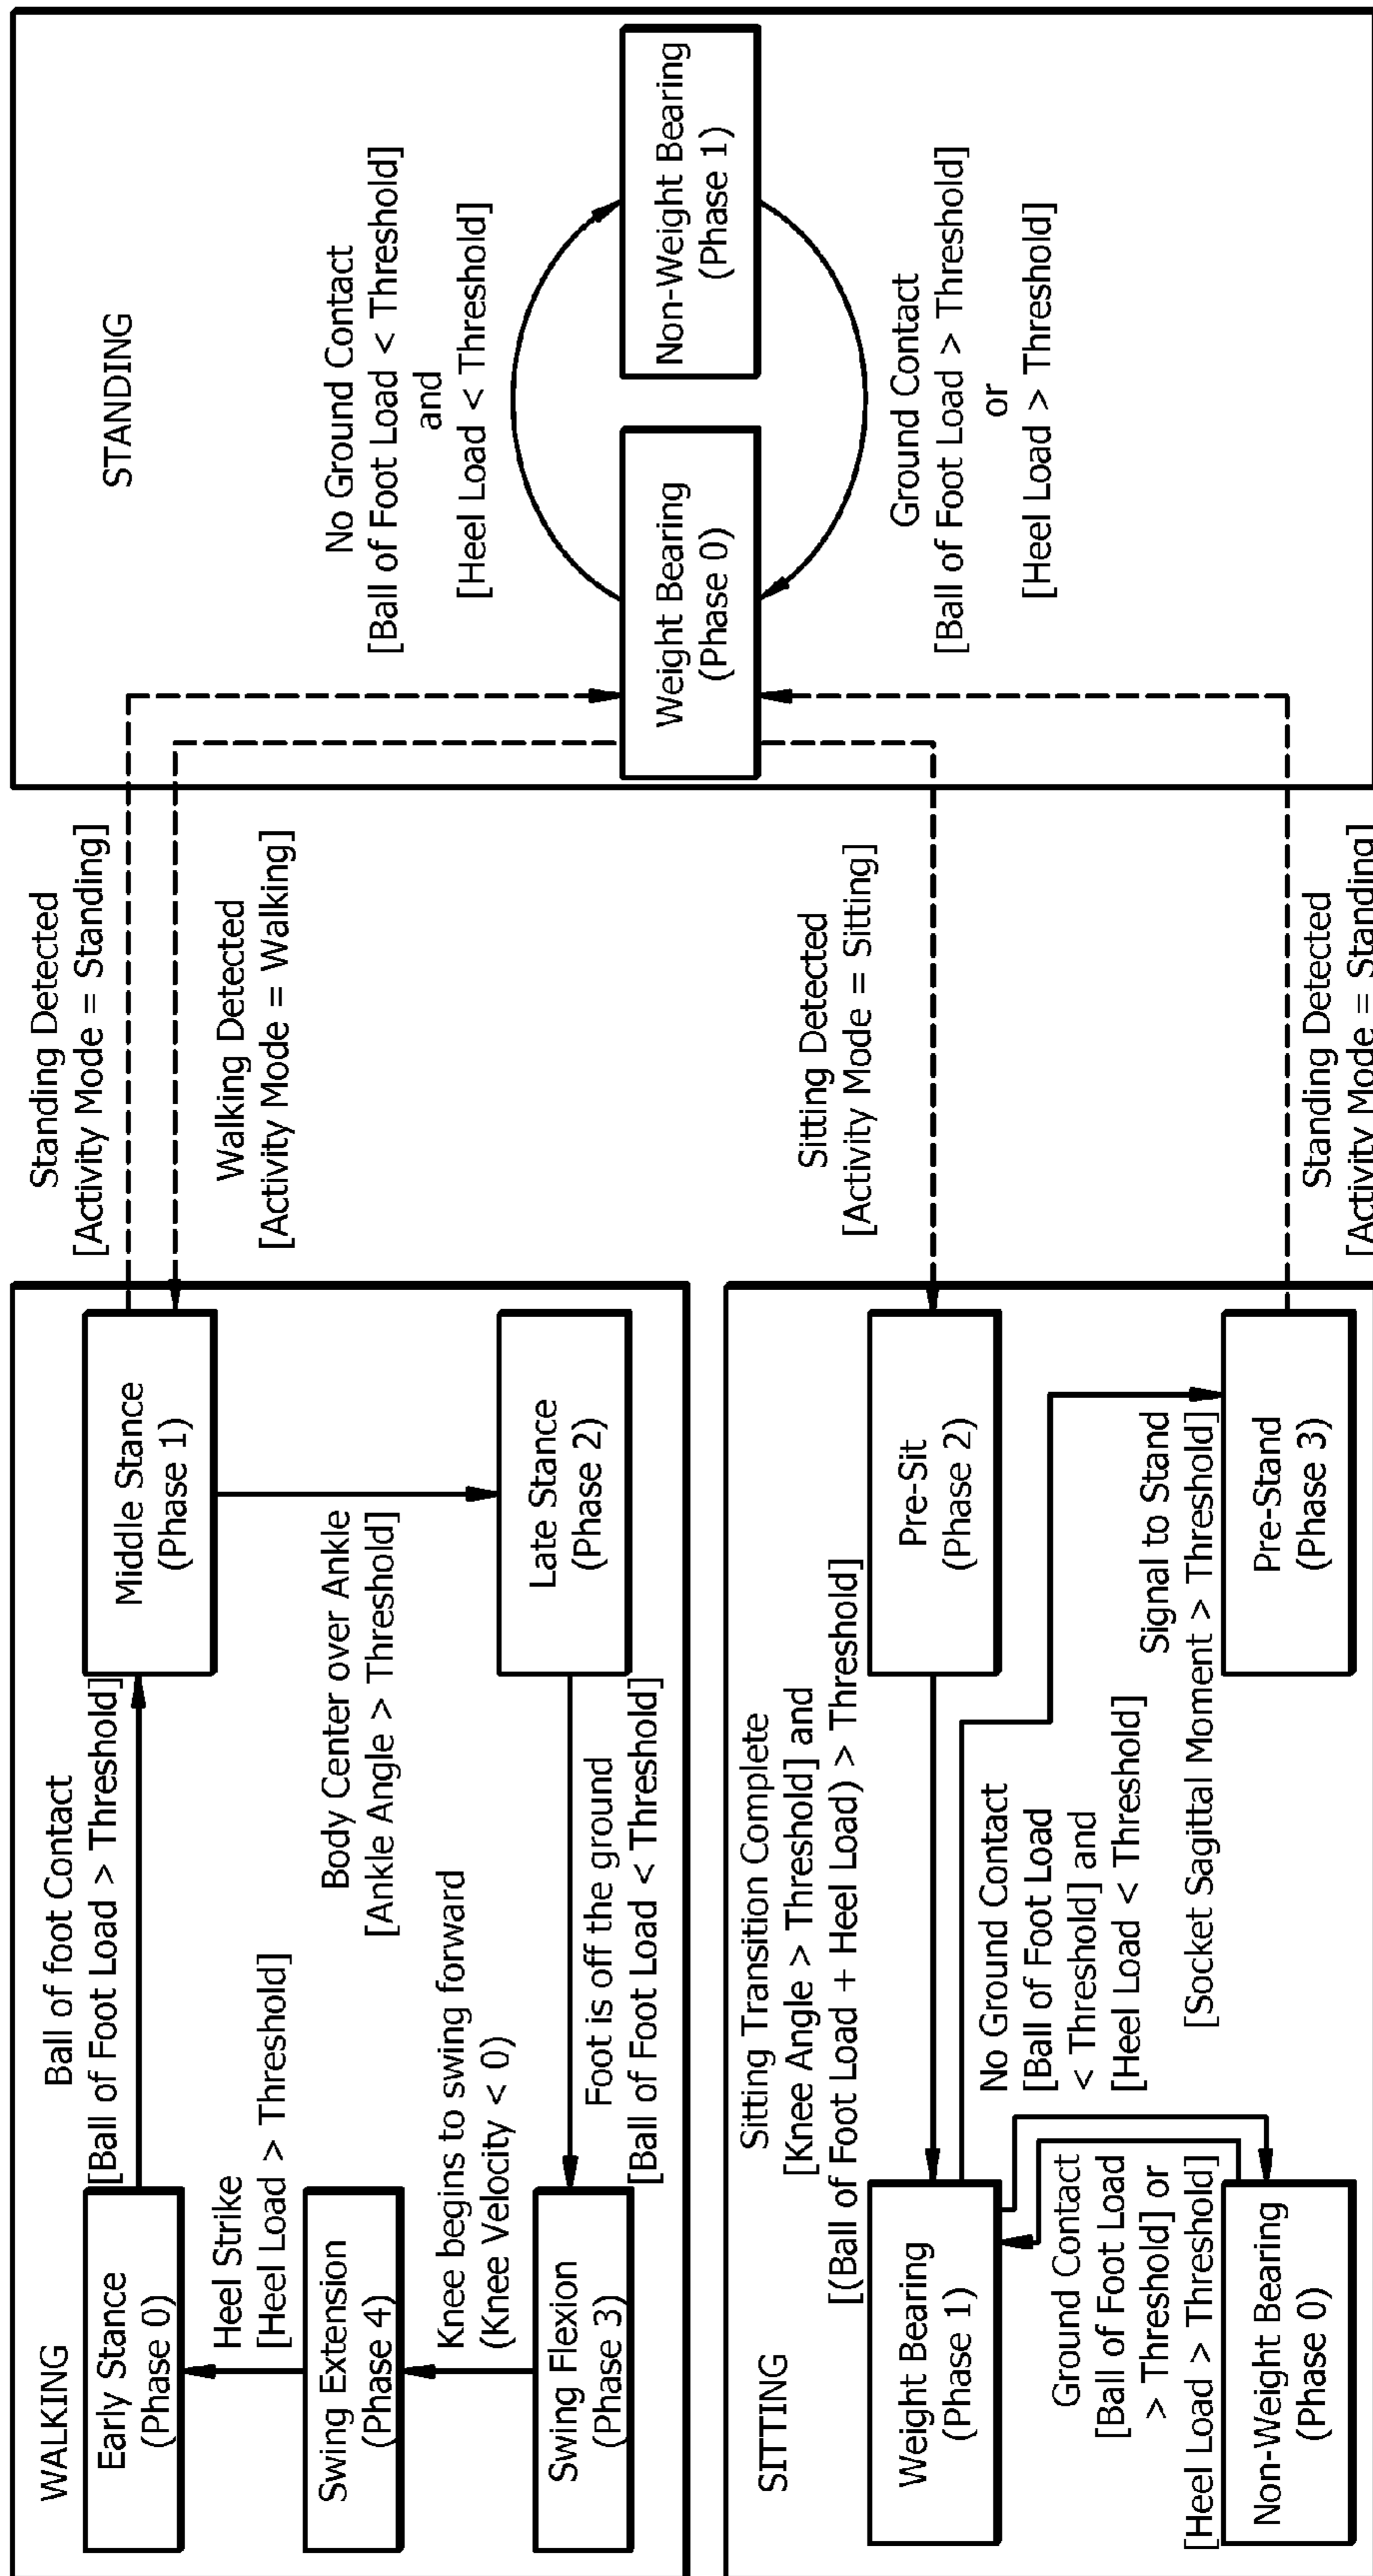 WALKING
Early Stance
(Phase 0)
Ball of foot Contact
[Ball of Foot Load > Threshold]
Middle Stance
(Phase 1)
Heel Strike
[Heel Load > Threshold]
Body Center over Ankle
[Ankle Angle > Threshold]
Swing Extension
(Phase 4)
Knee begins to swing forward
(Knee Velocity < 0)
Swing Flexion
(Phase 3)
Foot is off the ground
[Ball of Foot Load < Threshold]
Late Stance
(Phase 2)
Standing Detected
[Activity Mode = Standing]
Walking Detected
[Activity Mode = Walking]
SITTING
Sitting Transition Complete
[Knee Angle > Threshold] and
[(Ball of Foot Load + Heel Load) > Threshold]
Weight Bearing
(Phase 1)
Pre-Sit
(Phase 2)
No Ground Contact
[Ball of Foot Load
< Threshold] and
[Heel Load < Threshold]
Ground Contact
[Ball of Foot Load
> Threshold] or
[Heel Load > Threshold]
Signal to Stand
[Socket Sagittal Moment > Threshold]
Non-Weight Bearing
(Phase 0)
Pre-Stand
(Phase 3)
Sitting Detected
[Activity Mode = Sitting]
Standing Detected
[Activity Mode = Standing]
STANDING
No Ground Contact
[Ball of Foot Load < Threshold]
and
[Heel Load < Threshold]
Weight Bearing
(Phase 0)
Non-Weight Bearing
(Phase 1)
Ground Contact
[Ball of Foot Load > Threshold]
or
[Heel Load > Threshold]